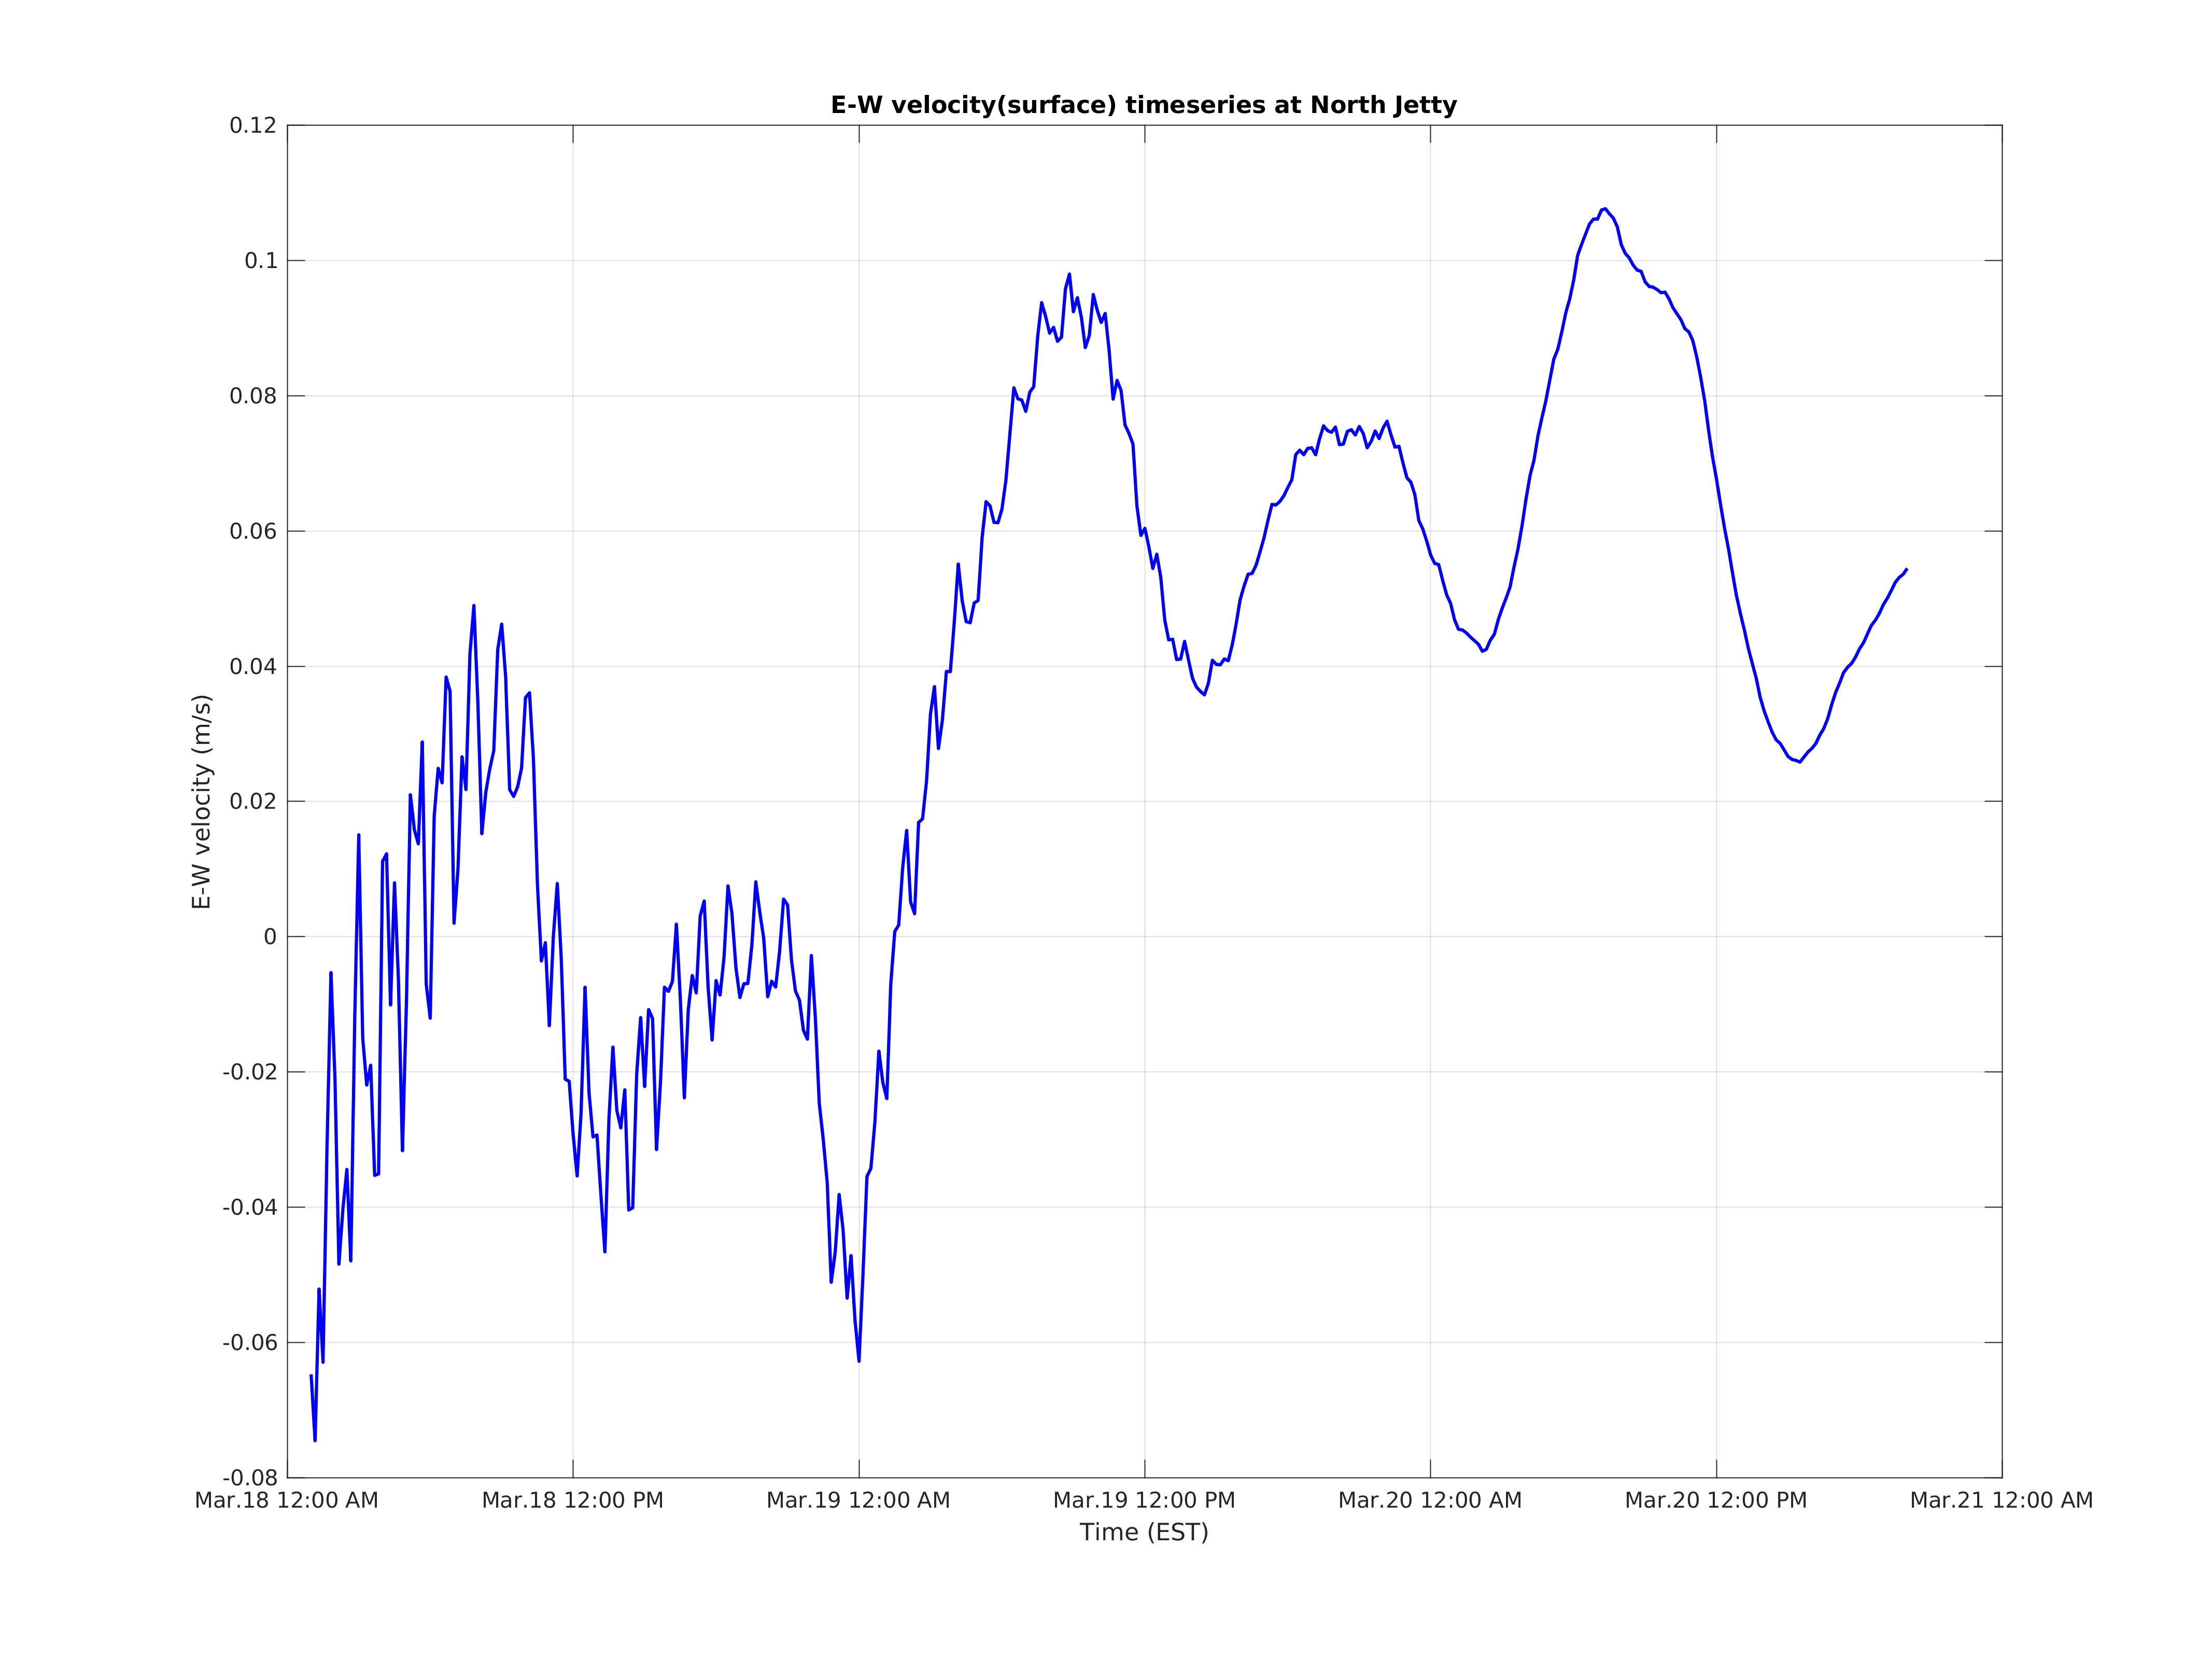 E-W velocity(surface) timeseries at North Jetty
0.12
0.1
0.08
0.06
0.04
0.02
0
-0.02
-0.04
-0.06
-0.08
E-W velocity (m/s)
Mar.18 12:00 AM Mar.18 12:00 PM Mar.19 12:00 AM Mar.19 12:00 PM Mar.20 12:00 AM Mar.20 12:00 PM Mar.21 12:00 AM
Time (EST)